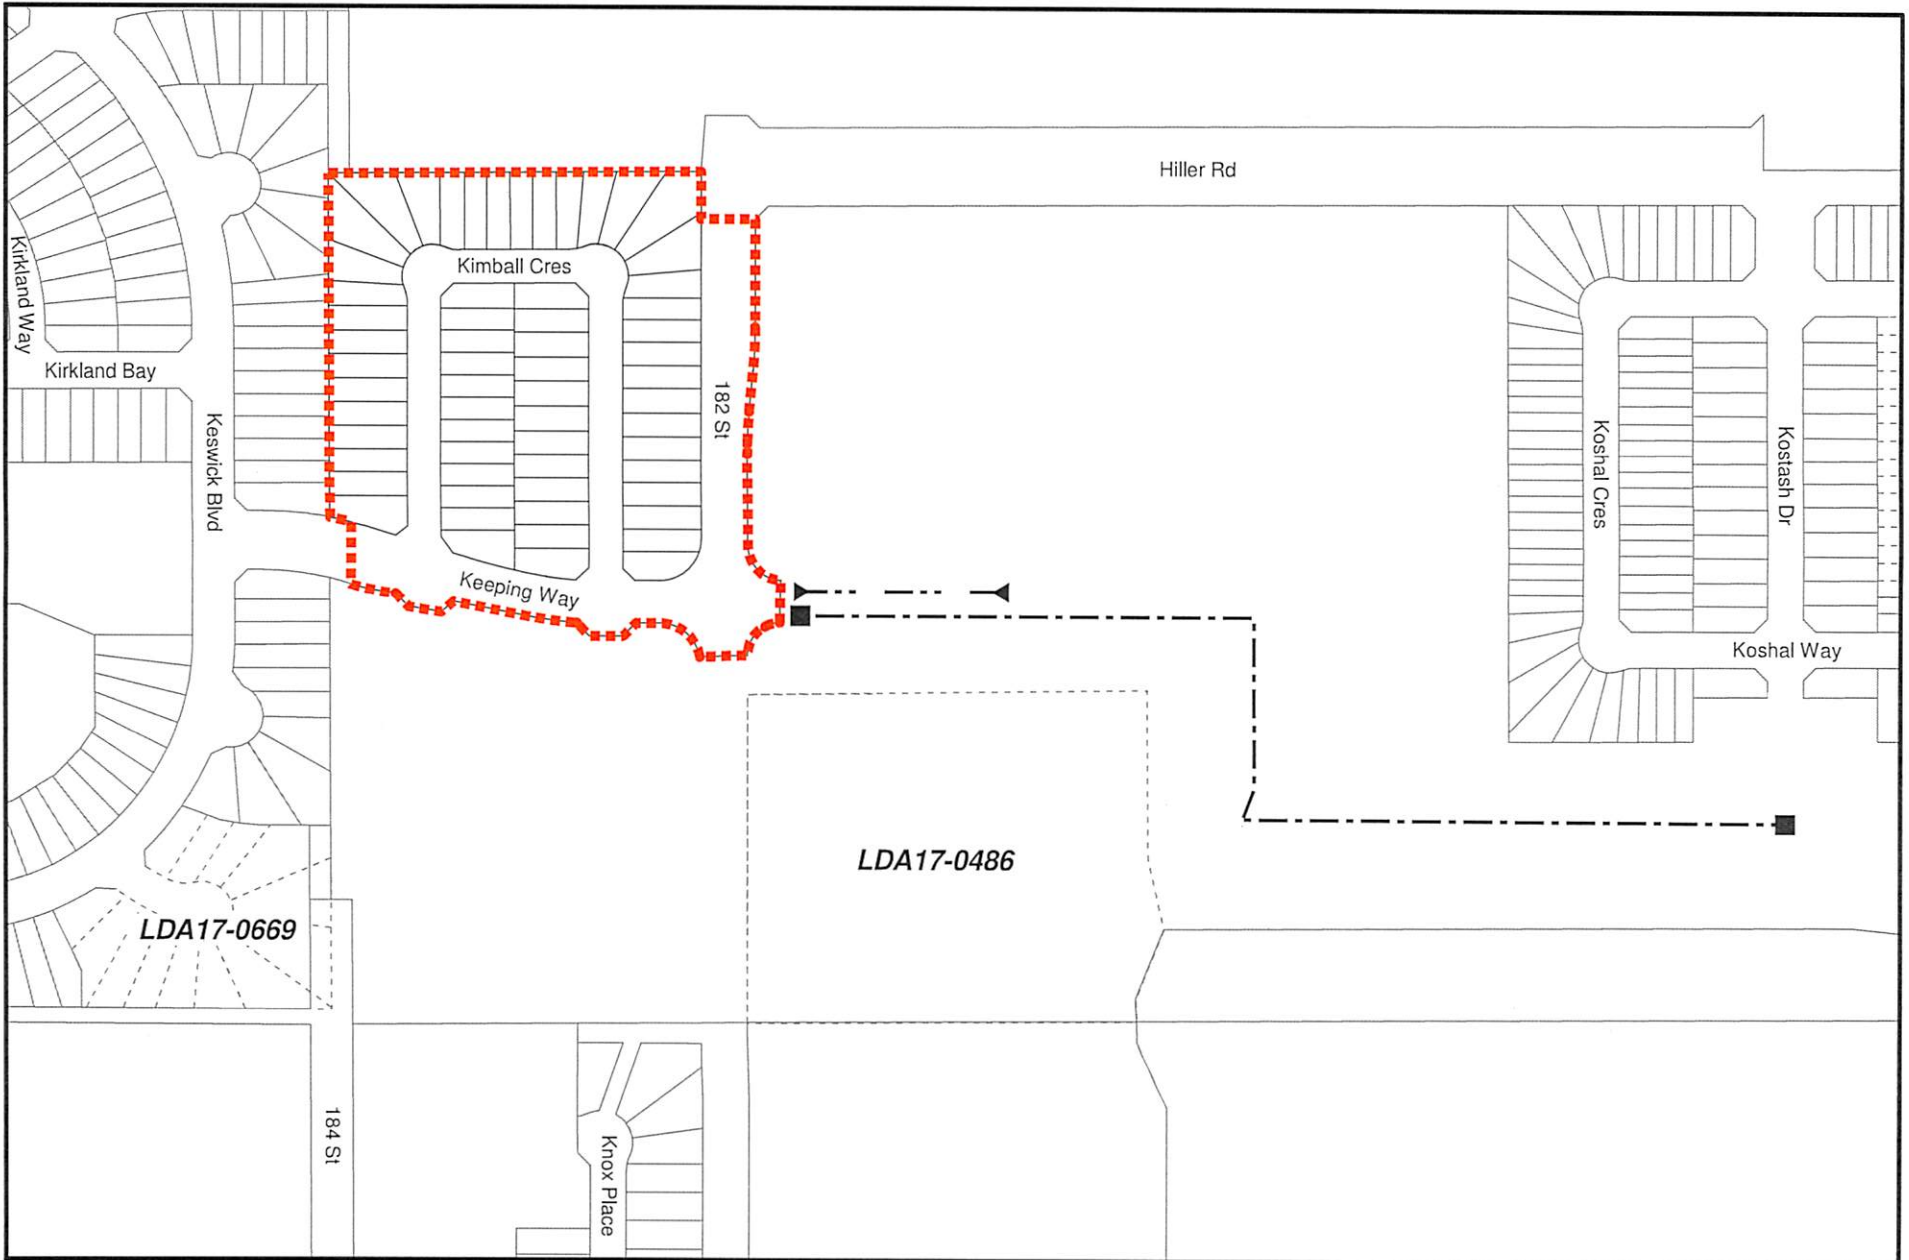 Hiller Rd
Kirkland Way
Kimball Cres
Kirkland Bay
182 St
Keswick Blvd
Koshal Cres
Kostash Dr
Keeping Way
Koshal Way
LDA17-0486
LDA17-0669
184 St
Knox Place